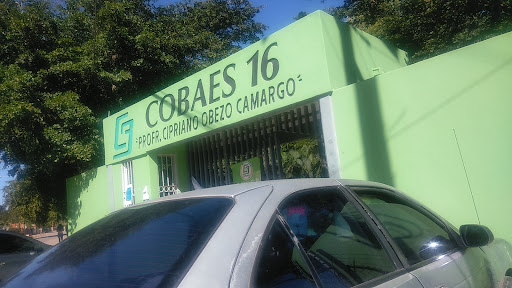 COBAES 16
"PROFR. CIPRIANO OBEZO CAMARGO"